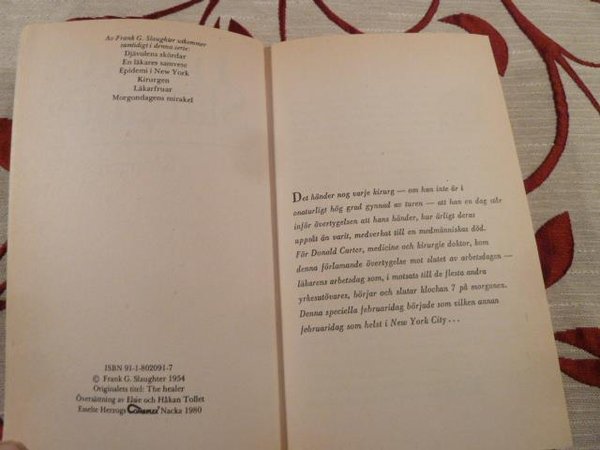 Av Frank G. Slaughter utkommer
samtidigt i denna serie:
Djävulens skördar
En läkares samvete
Epidemi i New York
Kirurgen
Läkarfruar
Morgondagens mirakel
ISBN 91-1-802091-7
© Frank G. Slaughter 1954
Originalets titel: The healer
Översättning av Elsie och Håkan Tollet
Esselte Herzogs Nacka 1980
Det händer nog varje kirurg — om han inte är i
onaturligt hög grad gynnad av turen — att han en dag står
inför övertygelsen att hans händer, hur ärligt deras
uppsåt än varit, medverkat till en medmänniskas död.
För Donald Carter, medicine och kirurgie doktor, kom
denna förlamande övertygelse mot slutet av arbetsdagen —
läkarens arbetsdag som, i motsats till de flesta andra
yrkesutövares, börjar och slutar klockan 7 på morgonen.
Denna speciella februaridag började som vilken annan
februaridag som helst i New York City . . .